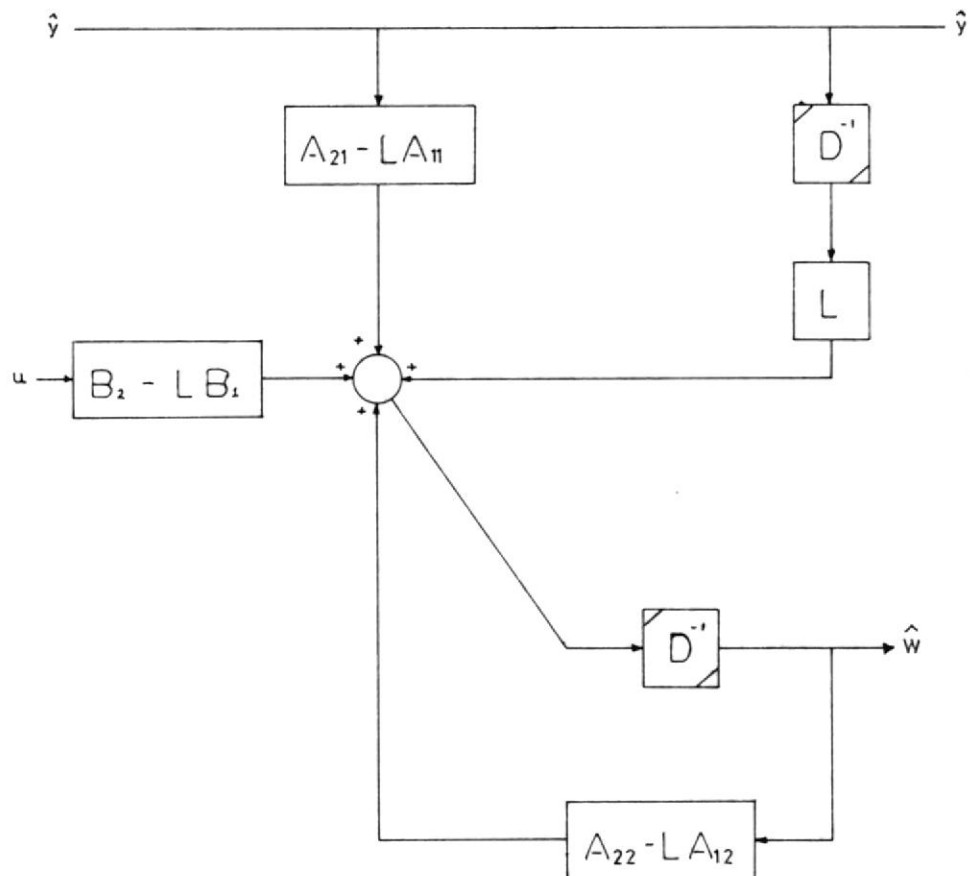 ŷ ŷ
A₂₁ - LA₁₁
D⁻¹
L
u
B₂ - LB₁
+
+
+
+
D⁻¹
ŵ
A₂₂ - LA₁₂